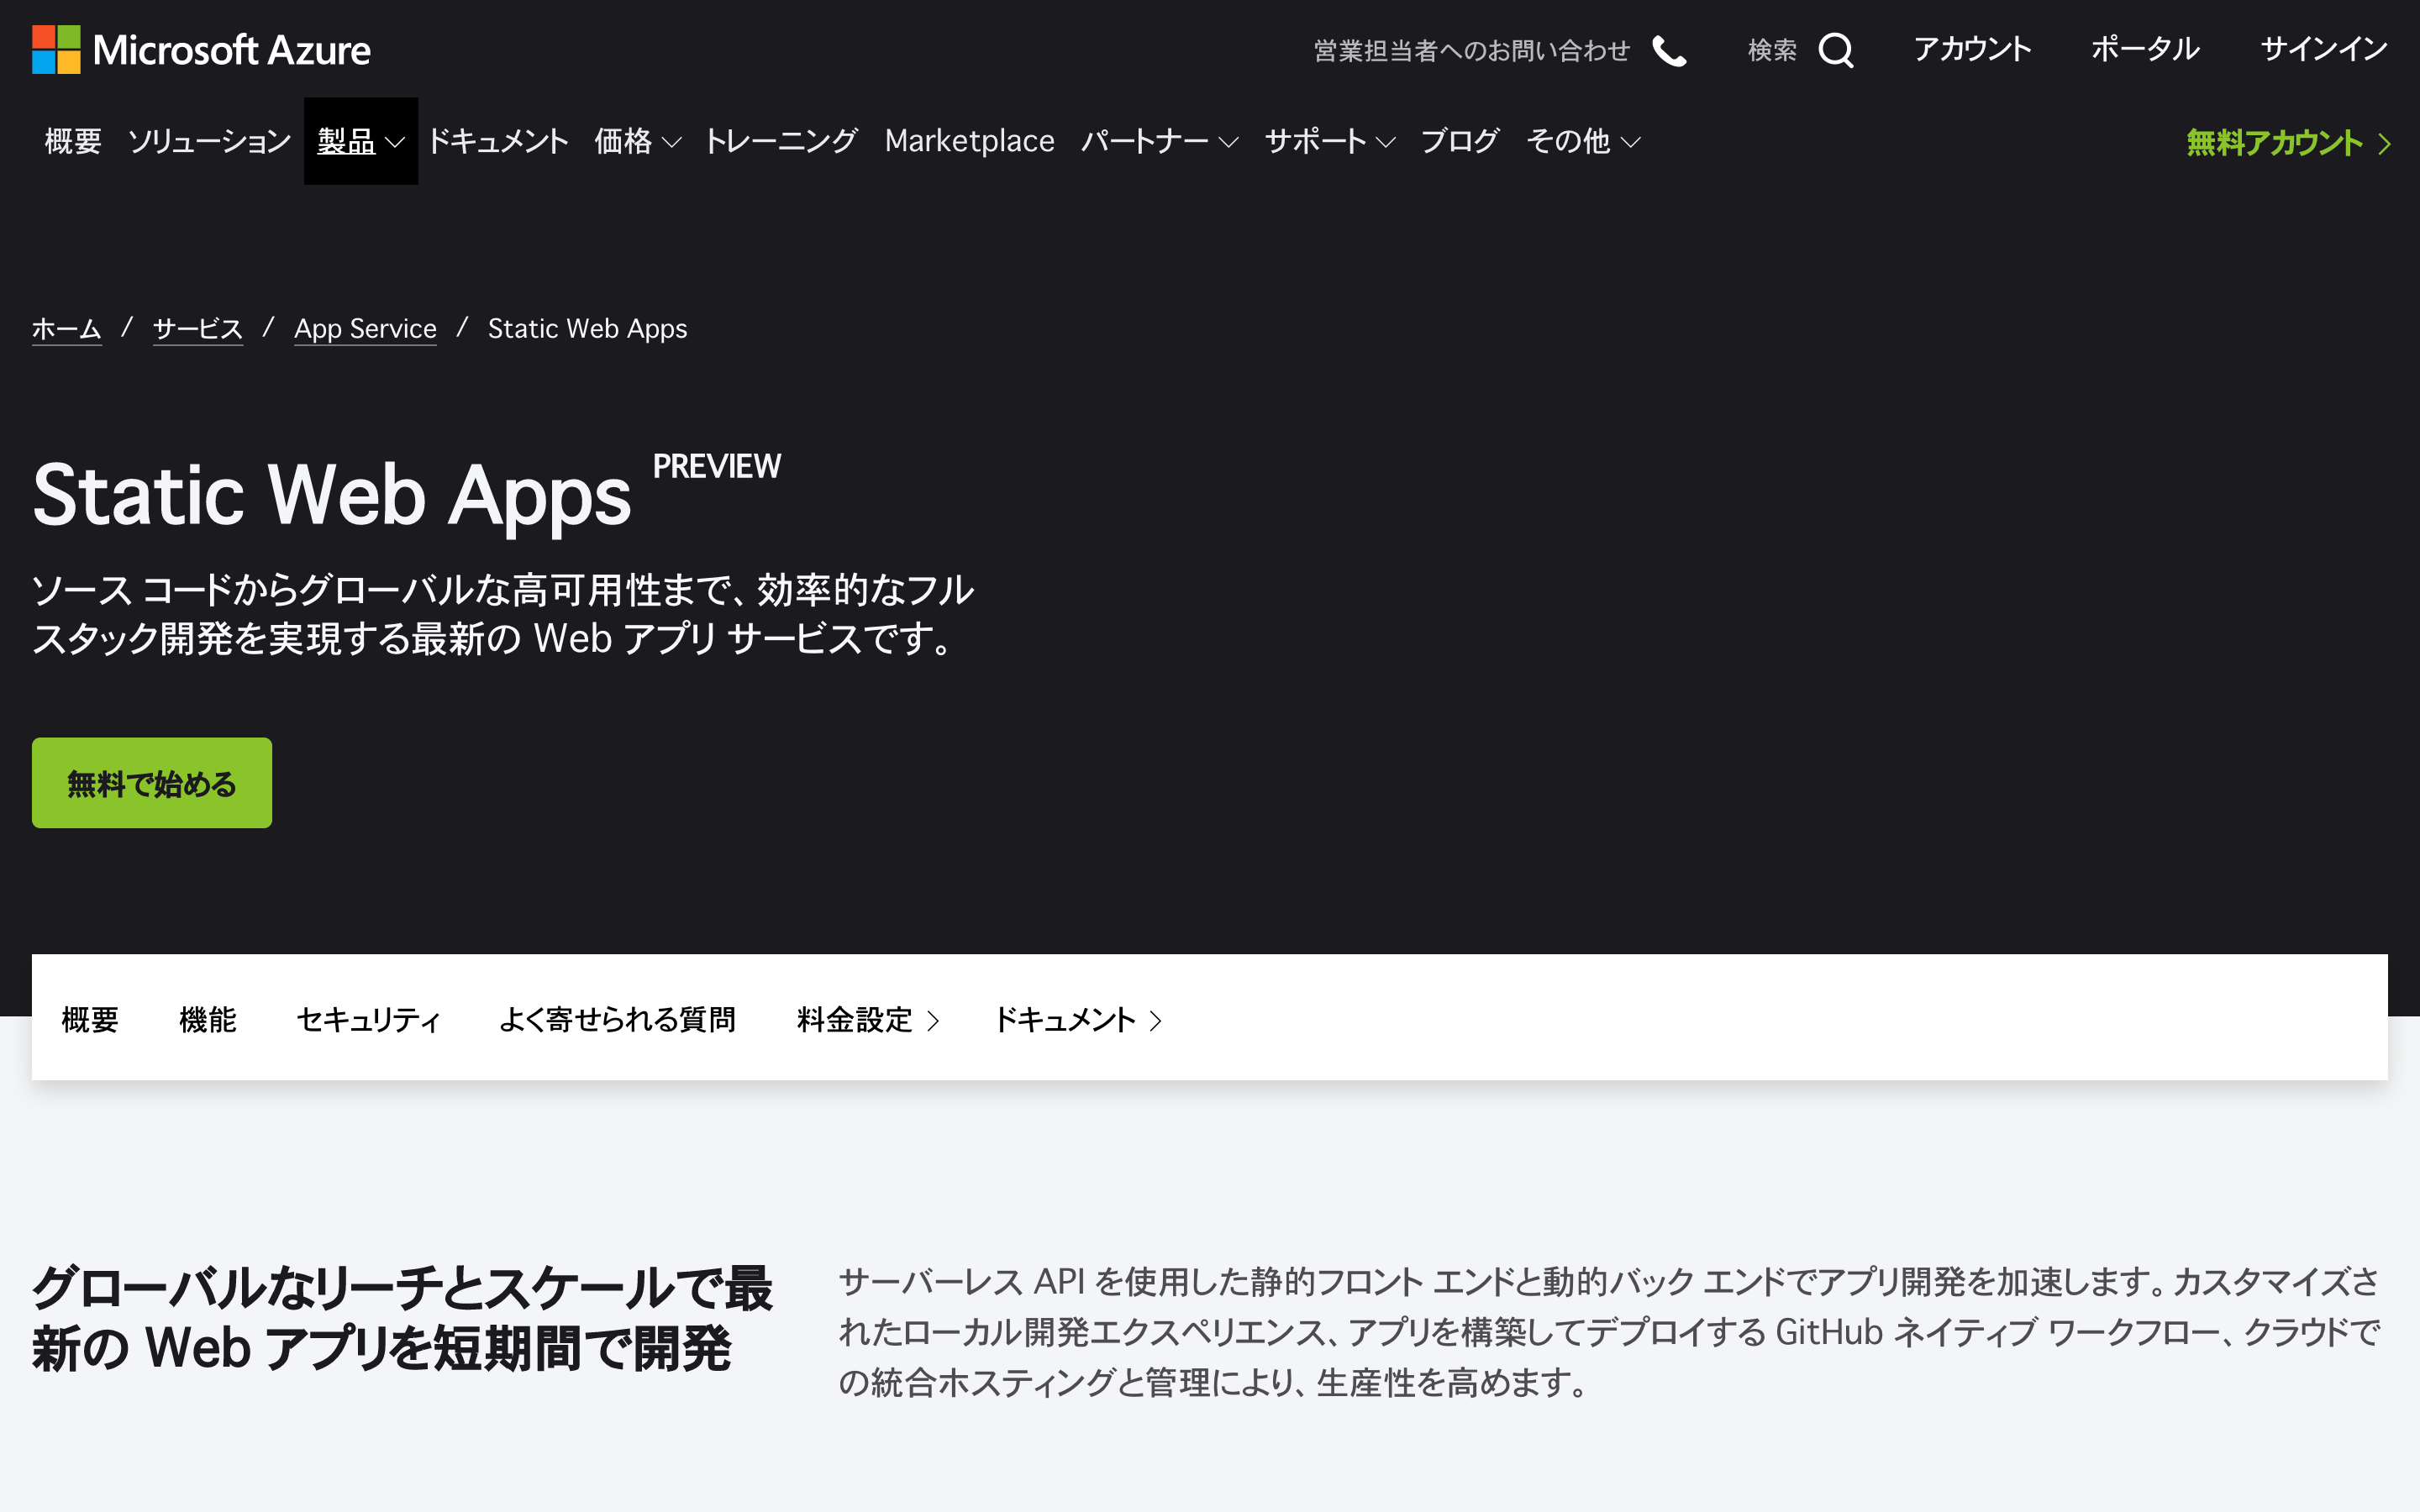 Microsoft Azure
営業担当者へのお問い合わせ 検索 アカウント ポータル サインイン
概要 ソリューション 製品 ドキュメント 価格 トレーニング Marketplace パートナー サポート ブログ その他 無料アカウント
ホーム / サービス / App Service / Static Web Apps
Static Web Apps PREVIEW
ソース コードからグローバルな高可用性まで、効率的なフル
スタック開発を実現する最新の Web アプリ サービスです。
無料で始める
概要 機能 セキュリティ よく寄せられる質問 料金設定 ドキュメント
グローバルなリーチとスケールで最
新の Web アプリを短期間で開発
サーバーレス API を使用した静的フロント エンドと動的バック エンドでアプリ開発を加速します。カスタマイズさ
れたローカル開発エクスペリエンス、アプリを構築してデプロイする GitHub ネイティブ ワークフロー、クラウドで
の統合ホスティングと管理により、生産性を高めます。